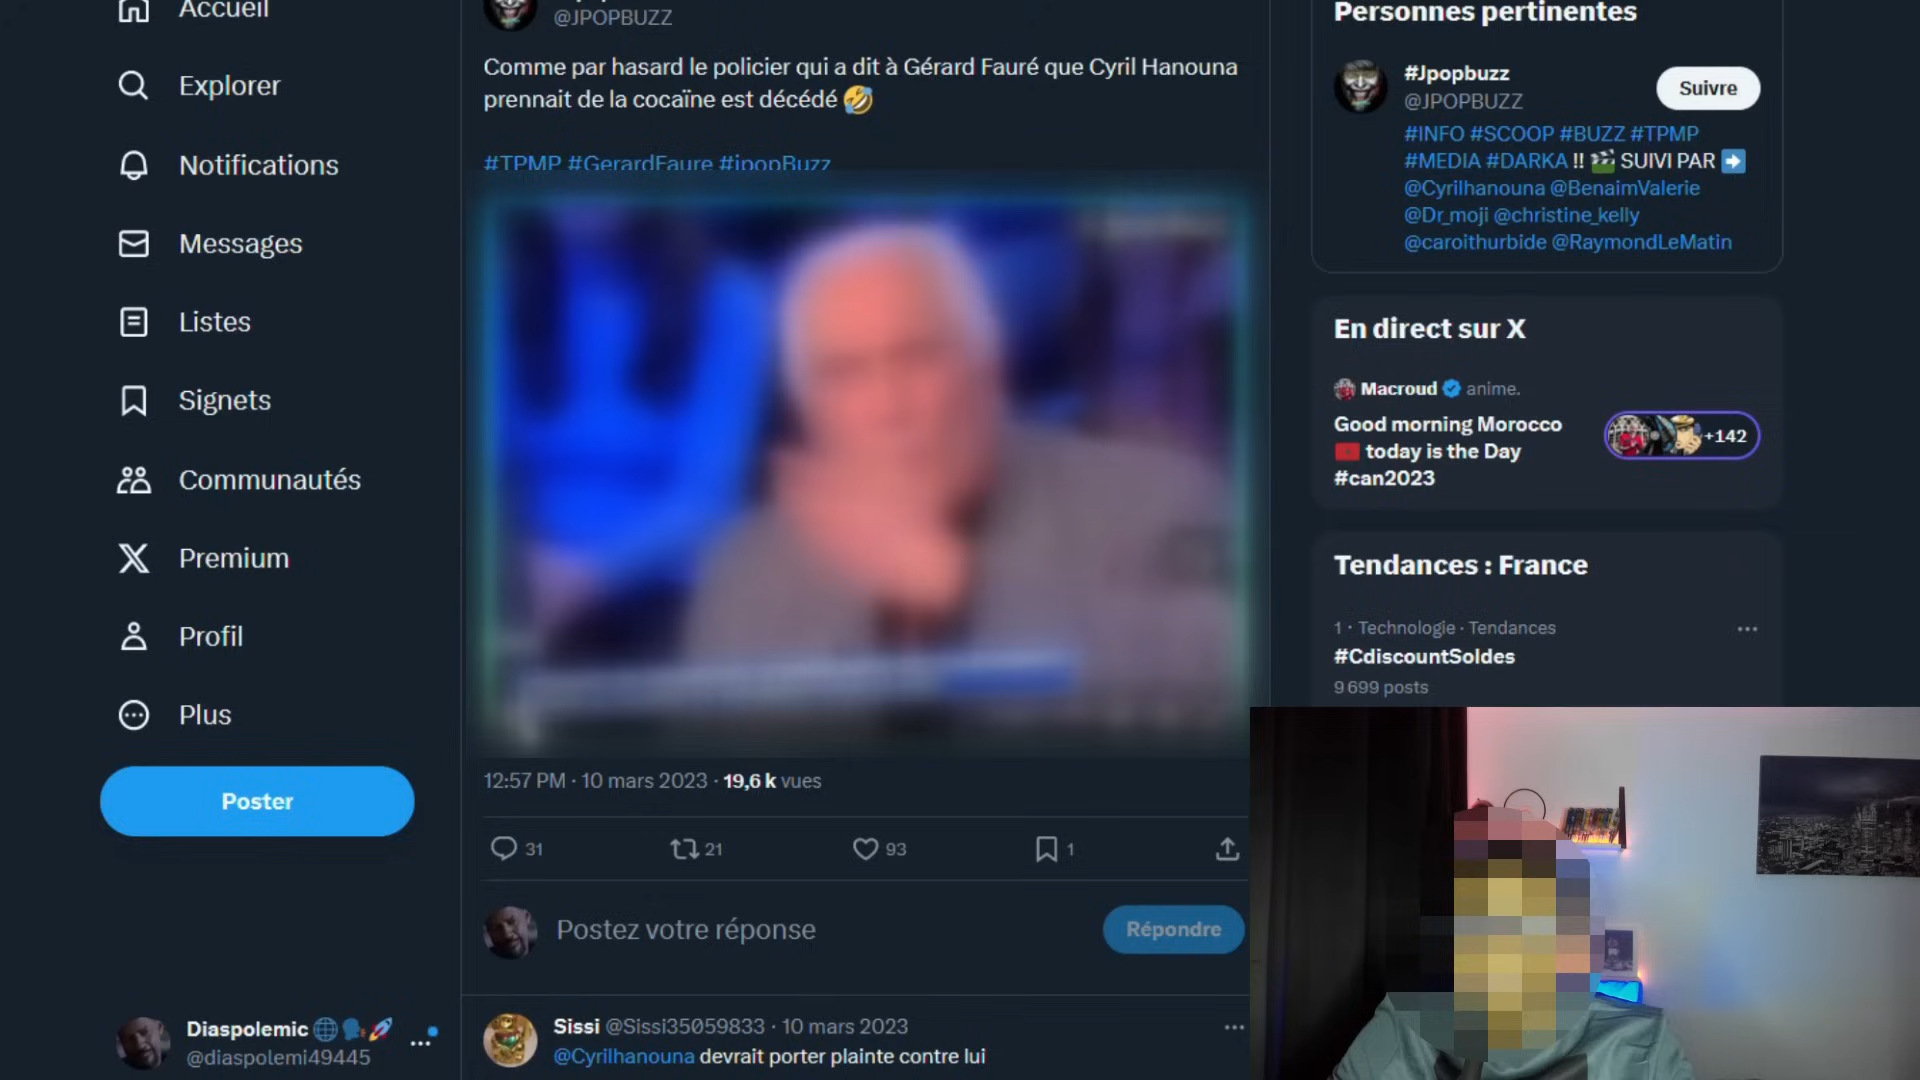 Accueil
Explorer
Notifications
Messages
Listes
Signets
Communautés
Premium
Profil
Plus
Poster
Diaspolemic
@diaspolemi49445
@JPOPBUZZ
Comme par hasard le policier qui a dit à Gérard Fauré que Cyril Hanouna
prennait de la cocaïne est décédé 🤣
#TPMP #GerardFaure #jpopBuzz
12:57 PM · 10 mars 2023 · 19,6 k vues
31
21
93
1
Postez votre réponse
Répondre
Sissi @Sissi35059833 · 10 mars 2023
@Cyrilhanouna devrait porter plainte contre lui
Personnes pertinentes
#Jpopbuzz
@JPOPBUZZ
Suivre
#INFO #SCOOP #BUZZ #TPMP
#MEDIA #DARKA !! 🎬 SUIVI PAR ➡️
@Cyrilhanouna @BenaimValerie
@Dr_moji @christine_kelly
@caroithurbide @RaymondLeMatin
En direct sur X
Macroud anime.
Good morning Morocco
🇲🇦 today is the Day
#can2023
+142
Tendances : France
1 · Technologie · Tendances
#CdiscountSoldes
9 699 posts